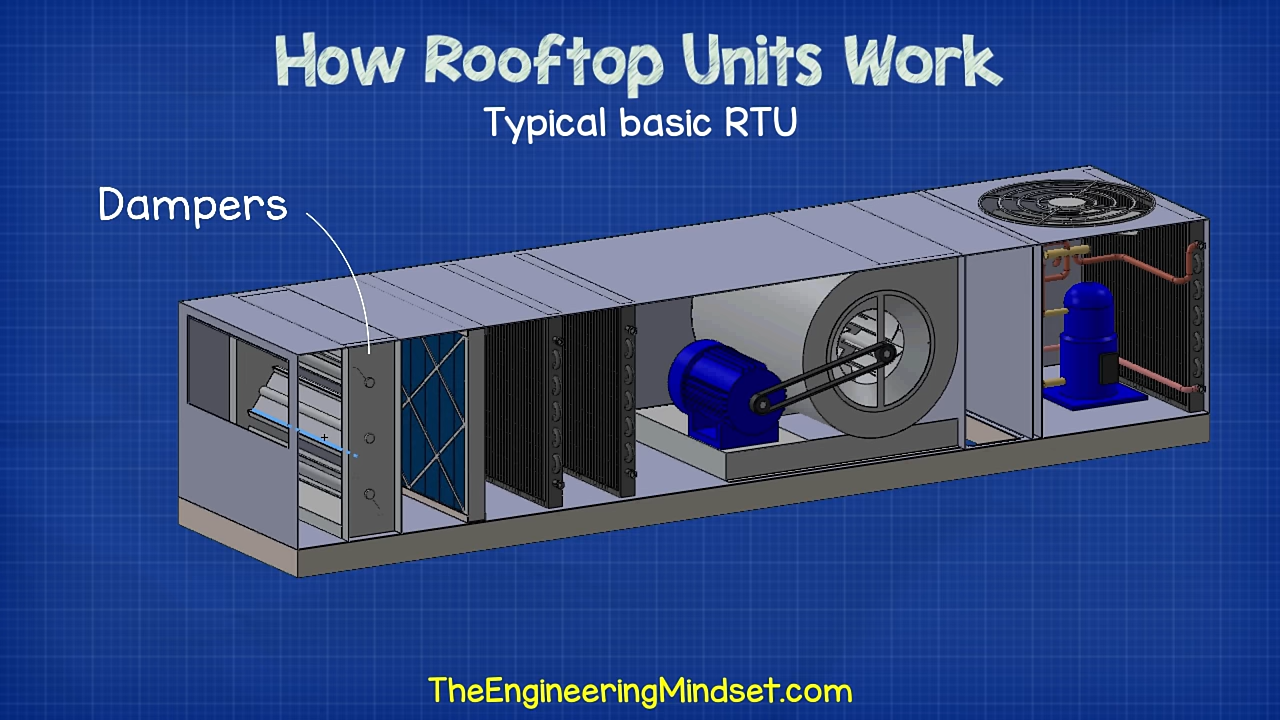 How Rooftop Units Work
Typical basic RTU
Dampers
TheEngineeringMindset.com